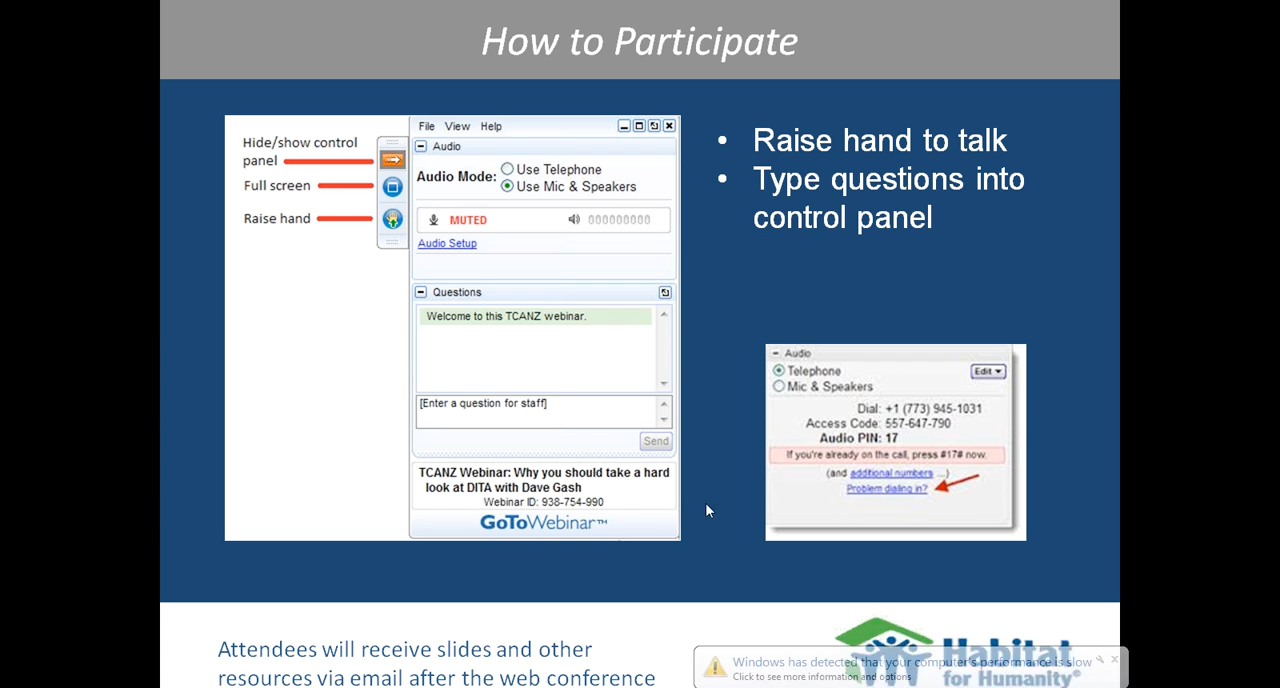 How to Participate
Hide/show control
panel
Full screen
Raise hand
File View Help
Audio
Audio Mode:
Use Telephone
Use Mic & Speakers
MUTED
000000000
Audio Setup
Questions
Welcome to this TCANZ webinar.
[Enter a question for staff]
Send
TCANZ Webinar: Why you should take a hard
look at DITA with Dave Gash
Webinar ID: 938-754-990
GoToWebinar™
• Raise hand to talk
• Type questions into
control panel
Audio
Telephone
Edit
Mic & Speakers
Dial: +1 (773) 945-1031
Access Code: 557-647-790
Audio PIN: 17
If you're already on the call, press #17# now.
(and additional numbers ...)
Problem dialing in?
Attendees will receive slides and other
resources via email after the web conference
Habitat
for Humanity®
Windows has detected that your computer's performance is slow
Click to see more information and options